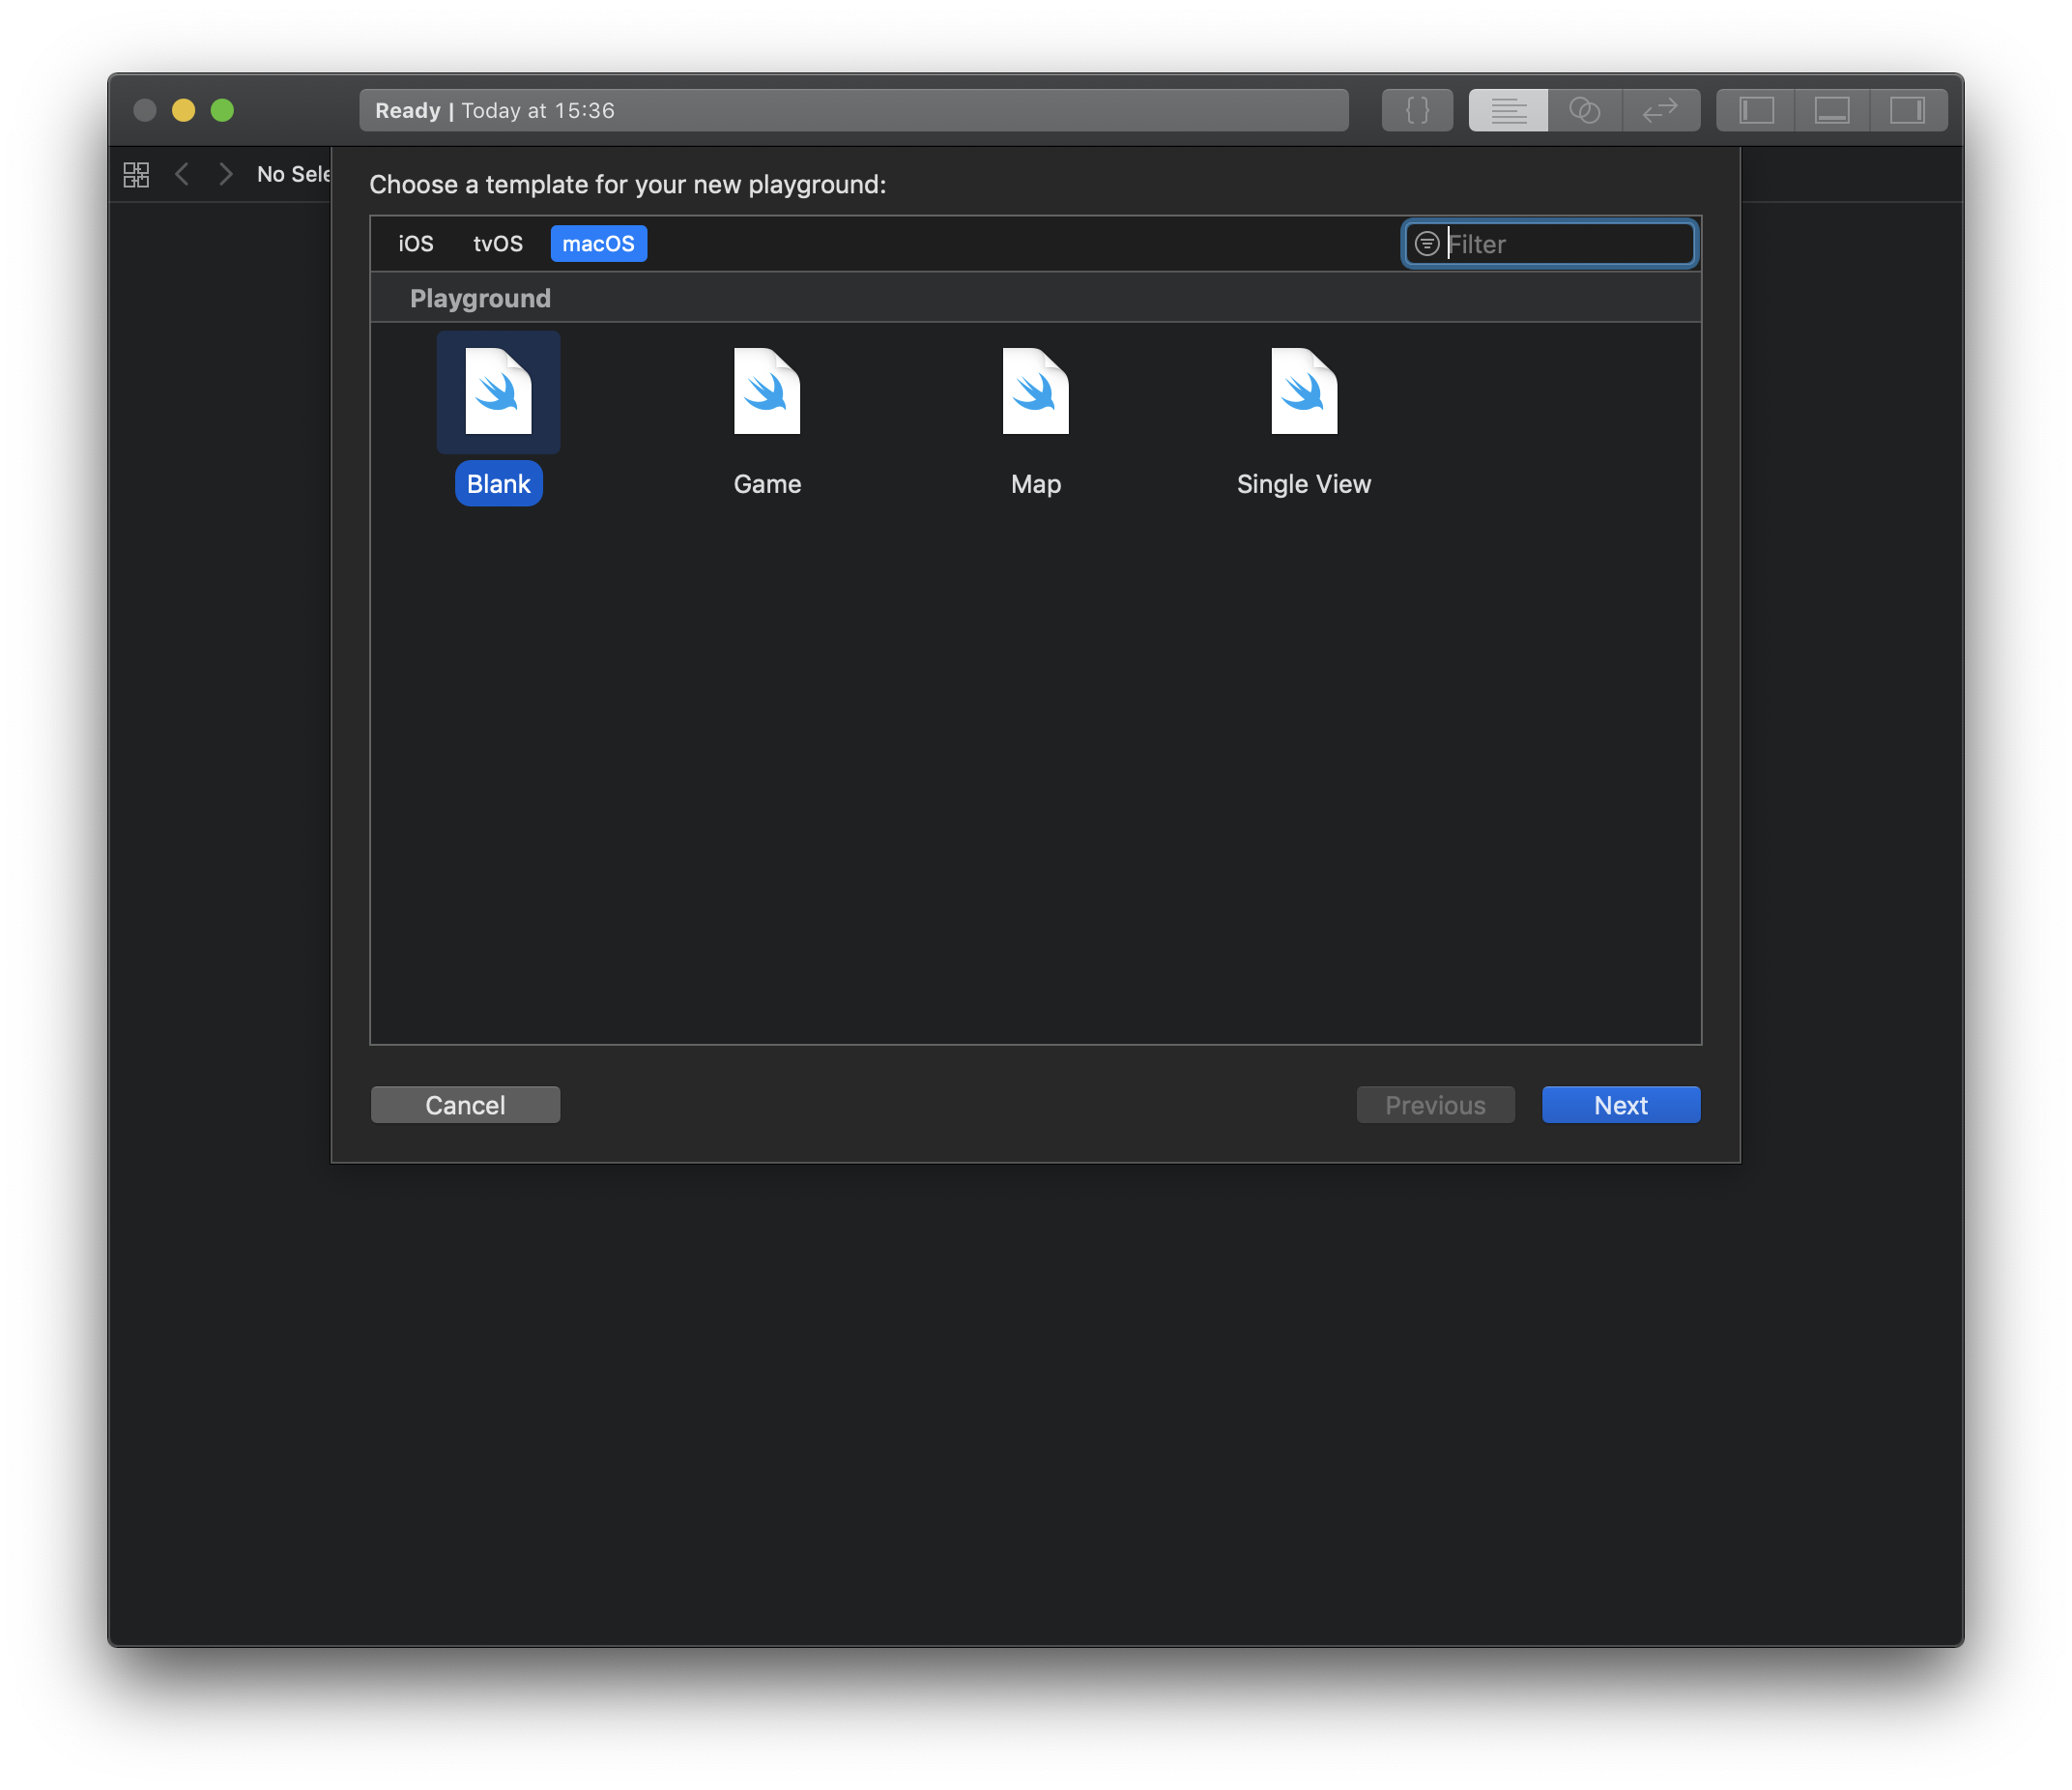 Ready | Today at 15:36
{ }
No Sele
Choose a template for your new playground:
iOS tvOS macOS Filter
Playground
Blank Game Map Single View
Cancel Previous Next